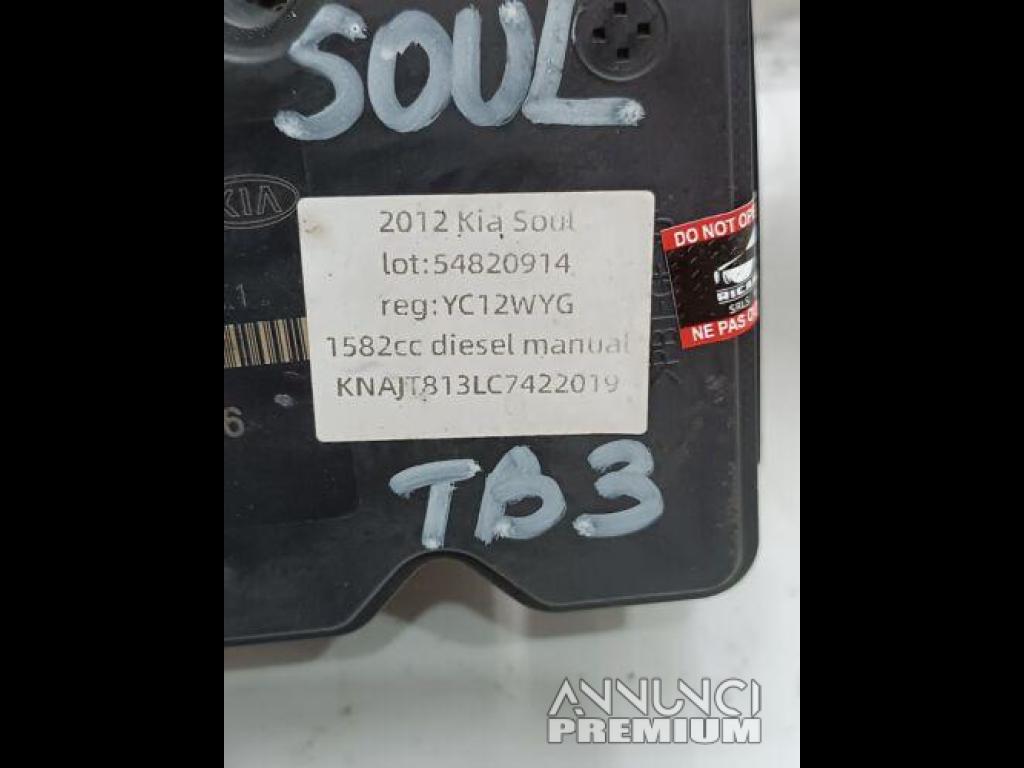 SOUL
KIA
2012 Kia Soul
lot:54820914
reg:YC12WYG
1582cc diesel manual
KNAJT813LC7422019
DO NOT
NE PAS
TB3
ANNUNCI
PREMIUM